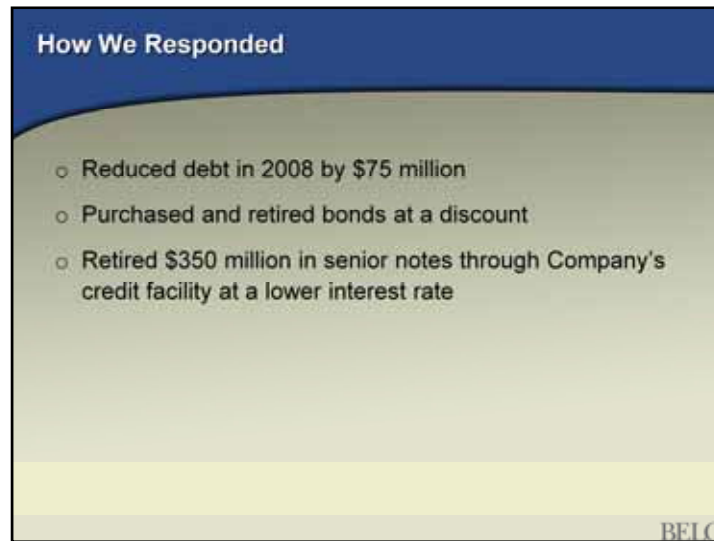 How We Responded
o Reduced debt in 2008 by $75 million
o Purchased and retired bonds at a discount
o Retired $350 million in senior notes through Company's
credit facility at a lower interest rate